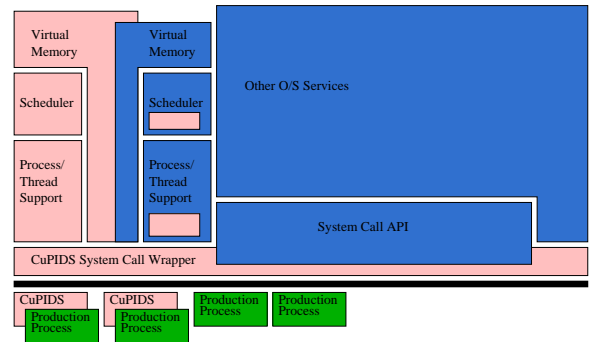 Virtual
Memory
Virtual
Memory
Other O/S Services
Scheduler
Scheduler
Process/
Thread
Support
Process/
Thread
Support
System Call API
CuPIDS System Call Wrapper
CuPIDS
Production
Process
CuPIDS
Production
Process
Production
Process
Production
Process